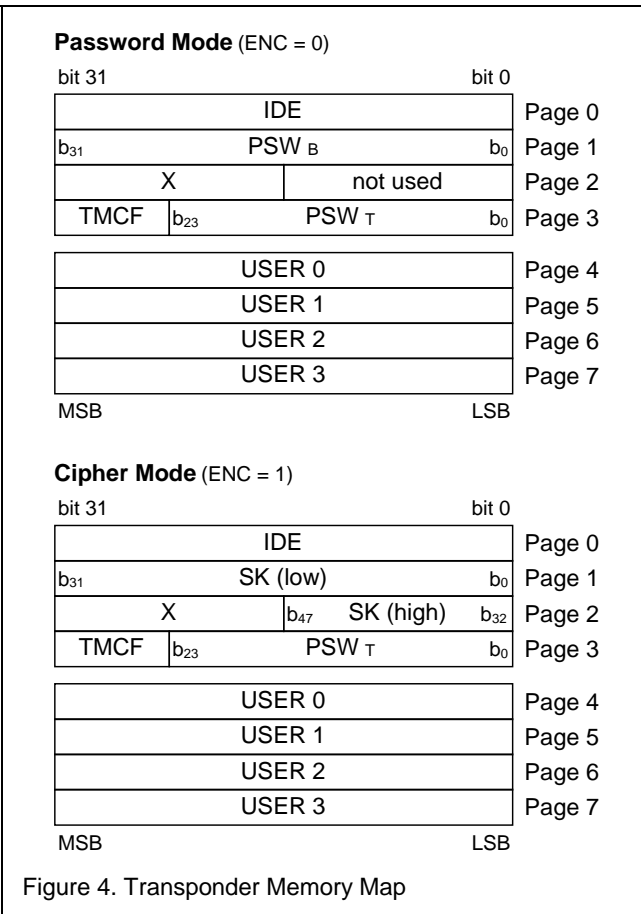 Password Mode (ENC = 0)
bit 31 bit 0
IDE Page 0
b31 PSW B b0 Page 1
X not used Page 2
TMCF b23 PSW T b0 Page 3
USER 0 Page 4
USER 1 Page 5
USER 2 Page 6
USER 3 Page 7
MSB LSB
Cipher Mode (ENC = 1)
bit 31 bit 0
IDE Page 0
b31 SK (low) b0 Page 1
X b47 SK (high) b32 Page 2
TMCF b23 PSW T b0 Page 3
USER 0 Page 4
USER 1 Page 5
USER 2 Page 6
USER 3 Page 7
MSB LSB
Figure 4. Transponder Memory Map